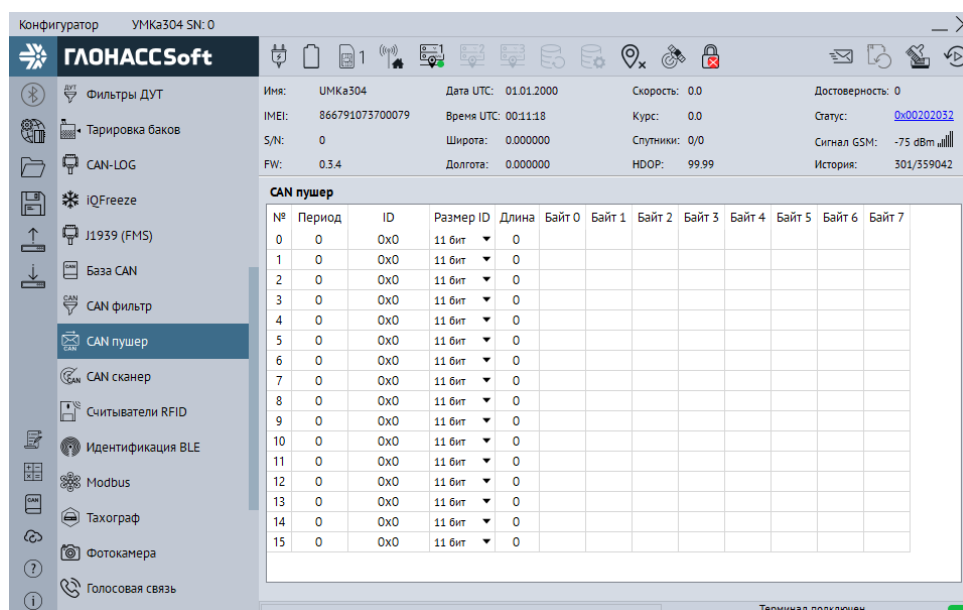 Конфигуратор УМКа304 SN: 0
ГЛОНАССSoft
1
Фильтры ДУТ
Тарировка баков
CAN-LOG
iQFreeze
J1939 (FMS)
База CAN
CAN фильтр
CAN пушер
CAN сканер
Считыватели RFID
Идентификация BLE
Modbus
Тахограф
Фотокамера
Голосовая связь
Имя: UMKa304 Дата UTC: 01.01.2000 Скорость: 0.0 Достоверность: 0
IMEI: 866791073700079 Время UTC: 00:11:18 Курс: 0.0 Статус: 0x00202032
S/N: 0 Широта: 0.000000 Спутники: 0/0 Сигнал GSM: -75 dBm
FW: 0.3.4 Долгота: 0.000000 HDOP: 99.99 История: 301/359042
CAN пушер
№ Период ID Размер ID Длина Байт 0 Байт 1 Байт 2 Байт 3 Байт 4 Байт 5 Байт 6 Байт 7
0 0 0x0 11 бит 0
1 0 0x0 11 бит 0
2 0 0x0 11 бит 0
3 0 0x0 11 бит 0
4 0 0x0 11 бит 0
5 0 0x0 11 бит 0
6 0 0x0 11 бит 0
7 0 0x0 11 бит 0
8 0 0x0 11 бит 0
9 0 0x0 11 бит 0
10 0 0x0 11 бит 0
11 0 0x0 11 бит 0
12 0 0x0 11 бит 0
13 0 0x0 11 бит 0
14 0 0x0 11 бит 0
15 0 0x0 11 бит 0
Терминал подключен